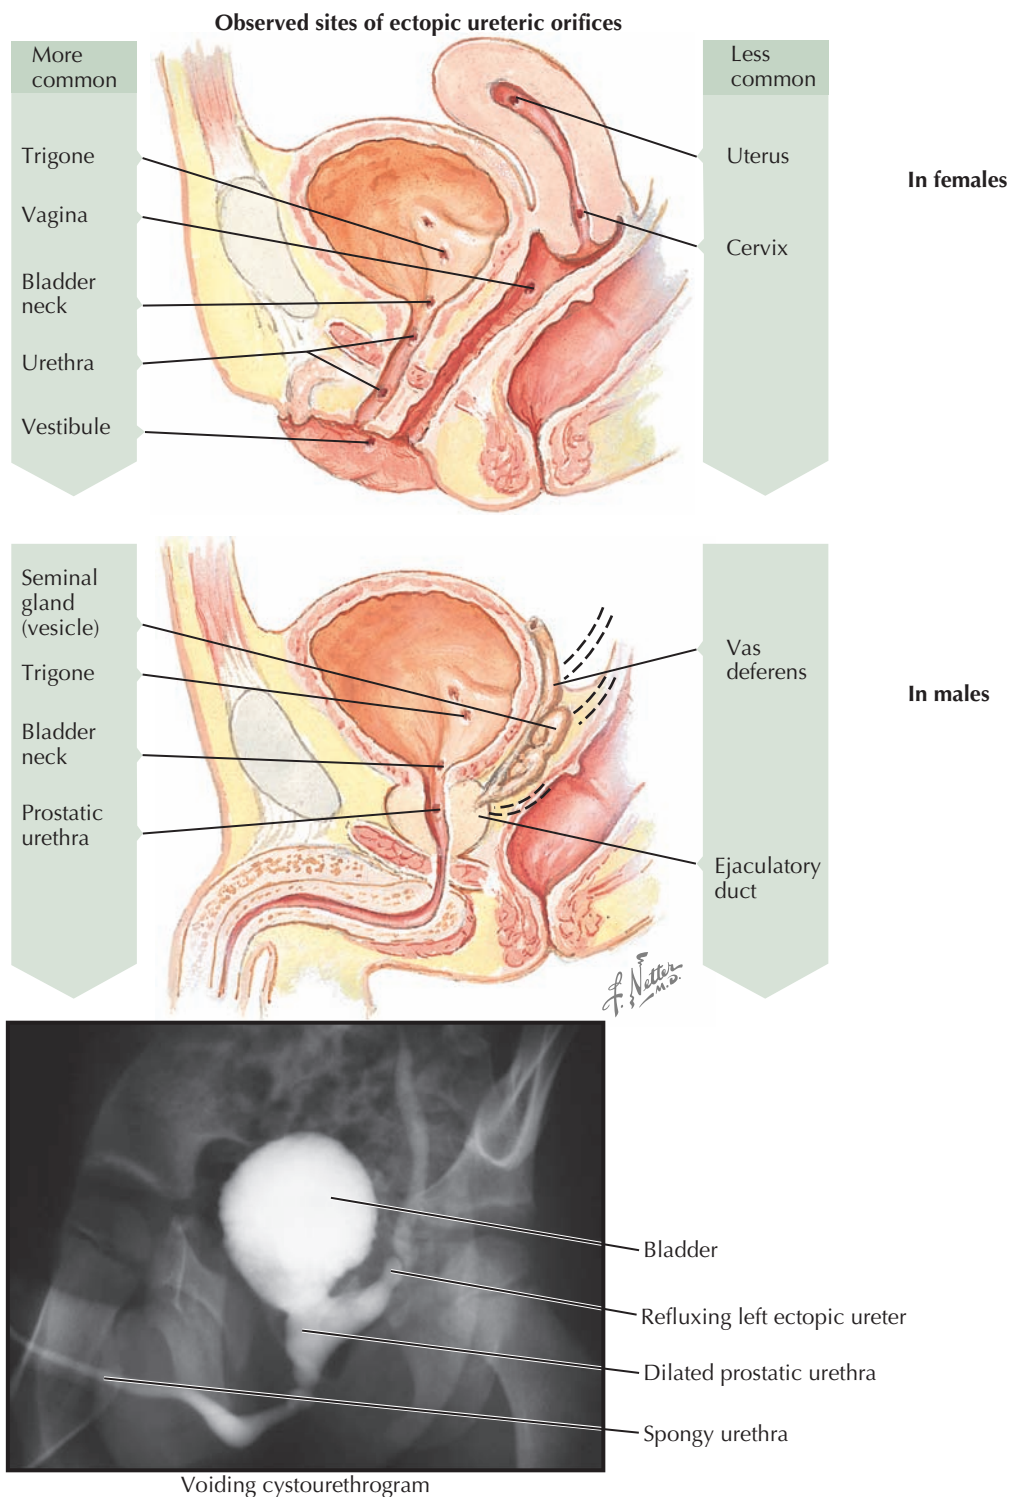 Observed sites of ectopic ureteric orifices
More
common
Trigone
Vagina
Bladder
neck
Urethra
Vestibule
Less
common
Uterus
Cervix
In females
Seminal
gland
(vesicle)
Trigone
Bladder
neck
Prostatic
urethra
Vas
deferens
Ejaculatory
duct
In males
F. Netter
M.D.
Bladder
Refluxing left ectopic ureter
Dilated prostatic urethra
Spongy urethra
Voiding cystourethrogram